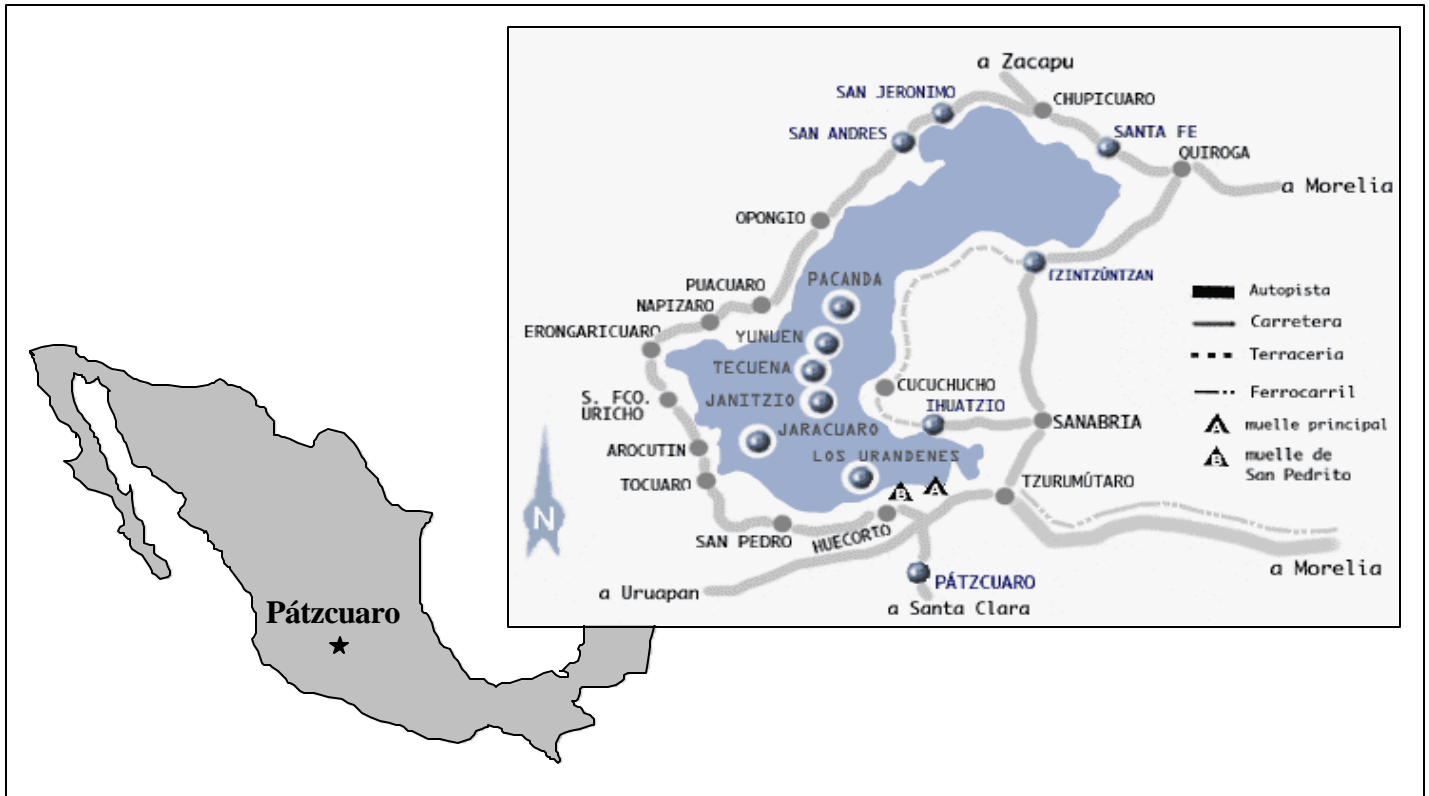 a Zacapu
SAN JERONIMO
CHUPICUARO
SAN ANDRES
SANTA FE
QUIROGA
a Morelia
OPONGIO
TZINTZÚNTZAN
PACANDA
PUACUARO
NAPIZARO
ERONGARICUARO
YUNUEN
TECUENA
JANITZIO
CUCUCHUCHO
IHUATZIO
S. FCO.
URICHO
JARACUARO
SANABRIA
AROCUTIN
LOS URANDENES
TOCUARO
TZURUMÚTARO
B
A
SAN PEDRO
HUECORIO
a Morelia
PÁTZCUARO
a Uruapan
a Santa Clara
N
Autopista
Carretera
Terraceria
Ferrocarril
A muelle principal
B muelle de
San Pedrito
Pátzcuaro